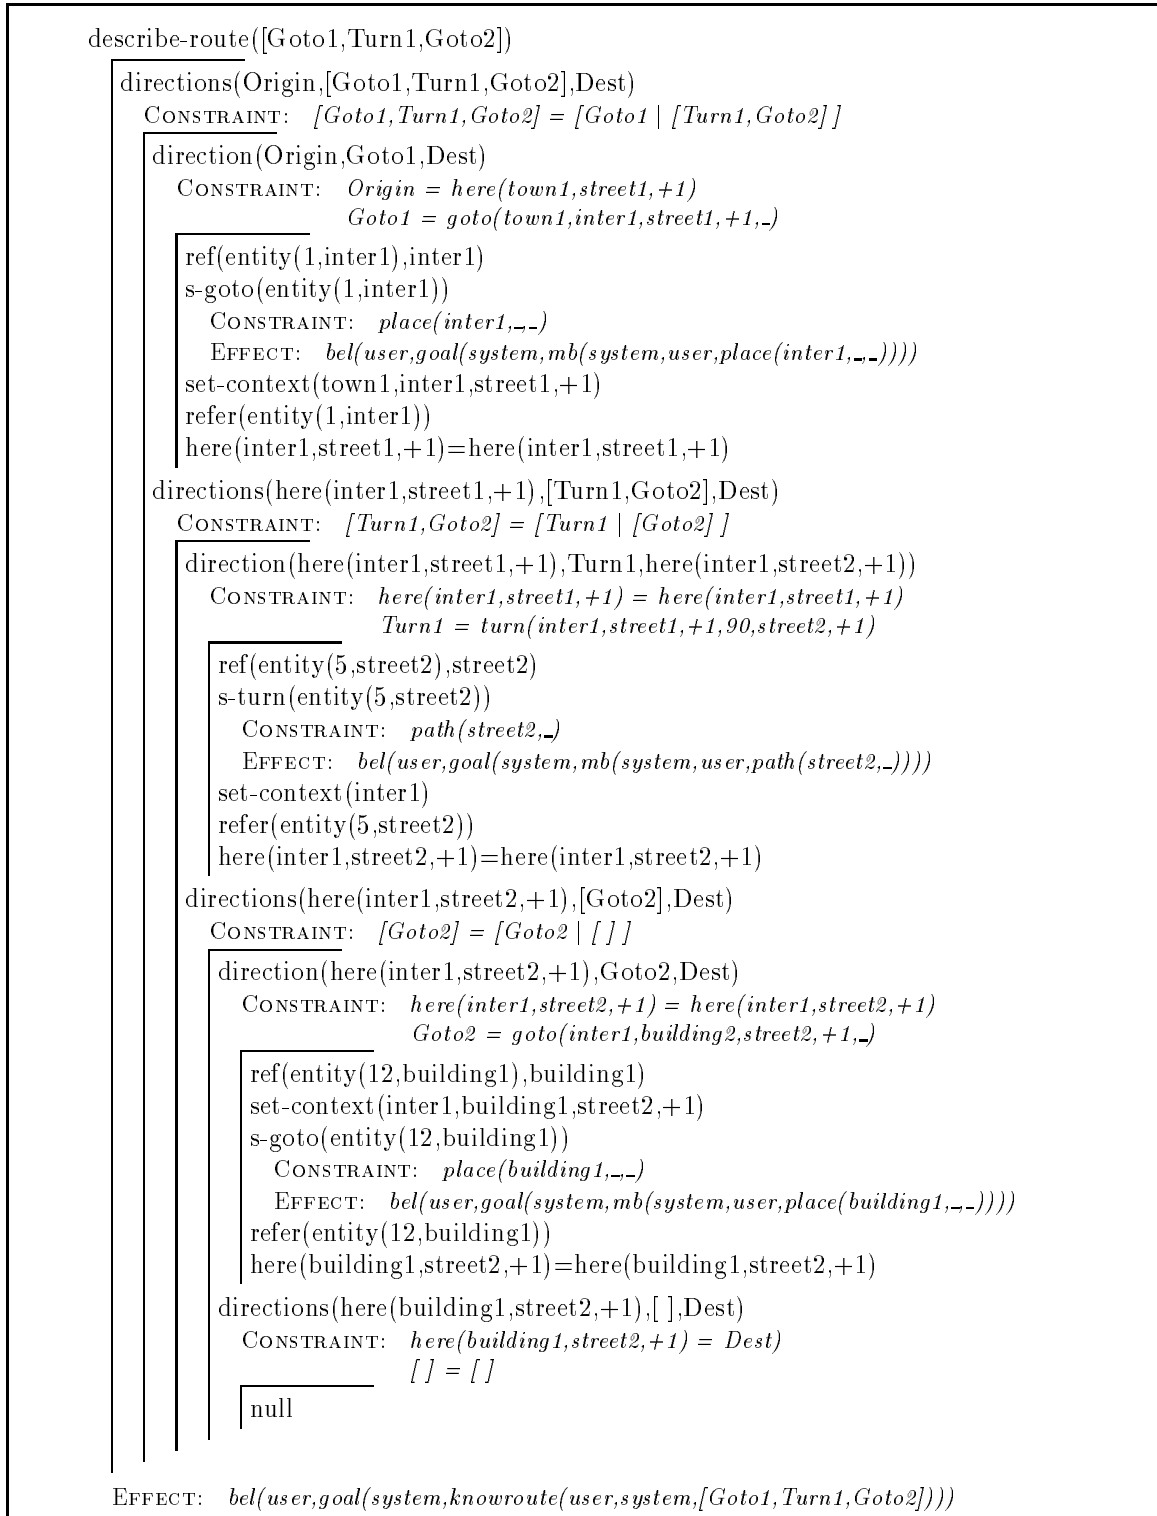 describe-route([Goto1,Turn1,Goto2])
directions(Origin,[Goto1,Turn1,Goto2],Dest)
CONSTRAINT: [Goto1,Turn1,Goto2] = [Goto1 | [Turn1,Goto2] ]
direction(Origin,Goto1,Dest)
CONSTRAINT: Origin = here(town1,street1,+1)
Goto1 = goto(town1,inter1,street1,+1,_)
ref(entity(1,inter1),inter1)
s-goto(entity(1,inter1))
CONSTRAINT: place(inter1,_,_)
EFFECT: bel(user,goal(system,mb(system,user,place(inter1,_,_))))
set-context(town1,inter1,street1,+1)
refer(entity(1,inter1))
here(inter1,street1,+1)=here(inter1,street1,+1)
directions(here(inter1,street1,+1),[Turn1,Goto2],Dest)
CONSTRAINT: [Turn1,Goto2] = [Turn1 | [Goto2] ]
direction(here(inter1,street1,+1),Turn1,here(inter1,street2,+1))
CONSTRAINT: here(inter1,street1,+1) = here(inter1,street1,+1)
Turn1 = turn(inter1,street1,+1,90,street2,+1)
ref(entity(5,street2),street2)
s-turn(entity(5,street2))
CONSTRAINT: path(street2,_)
EFFECT: bel(user,goal(system,mb(system,user,path(street2,_))))
set-context(inter1)
refer(entity(5,street2))
here(inter1,street2,+1)=here(inter1,street2,+1)
directions(here(inter1,street2,+1),[Goto2],Dest)
CONSTRAINT: [Goto2] = [Goto2 | [ ] ]
direction(here(inter1,street2,+1),Goto2,Dest)
CONSTRAINT: here(inter1,street2,+1) = here(inter1,street2,+1)
Goto2 = goto(inter1,building2,street2,+1,_)
ref(entity(12,building1),building1)
set-context(inter1,building1,street2,+1)
s-goto(entity(12,building1))
CONSTRAINT: place(building1,_,_)
EFFECT: bel(user,goal(system,mb(system,user,place(building1,_,_))))
refer(entity(12,building1))
here(building1,street2,+1)=here(building1,street2,+1)
directions(here(building1,street2,+1),[ ],Dest)
CONSTRAINT: here(building1,street2,+1) = Dest)
[ ] = [ ]
null
EFFECT: bel(user,goal(system,knowroute(user,system,[Goto1,Turn1,Goto2])))